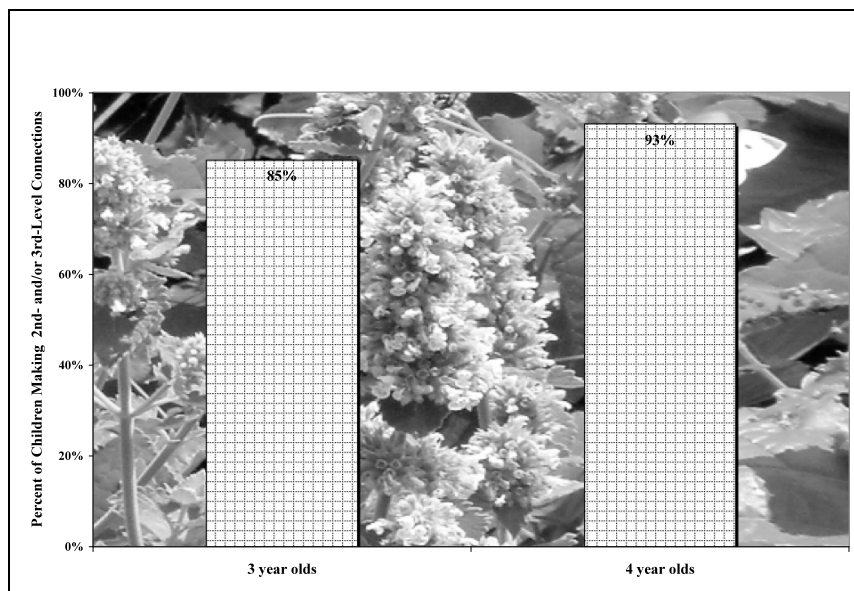 Percent of Children Making 2nd- and/or 3rd-Level Connections
100%
80%
60%
40%
20%
0%
85%
93%
3 year olds
4 year olds